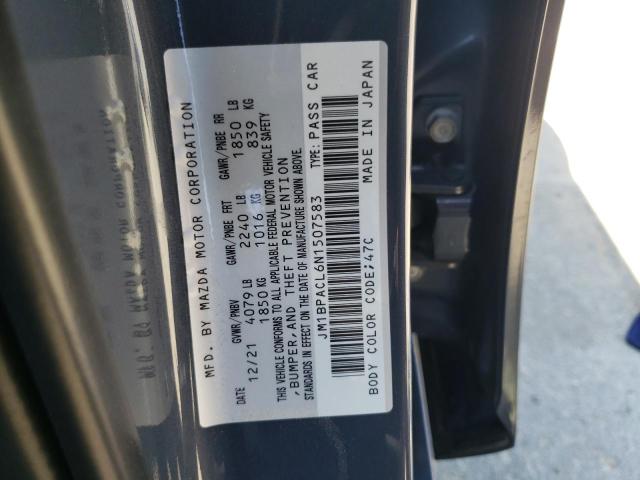 MFD. BY MAZDA MOTOR CORPORATION
DATE GVWR/PNBV GAWR/PNBE FRT GAWR/PNBE RR
12/21 4079 LB 2240 LB 1850 LB
1850 KG 1016 KG 839 KG
THIS VEHICLE CONFORMS TO ALL APPLICABLE FEDERAL MOTOR VEHICLE SAFETY
, BUMPER, AND THEFT PREVENTION
STANDARDS IN EFFECT ON THE DATE OF MANUFACTURE SHOWN ABOVE.
JM1BPACL6N1507583 TYPE: PASS CAR
BODY COLOR CODE;47C MADE IN JAPAN